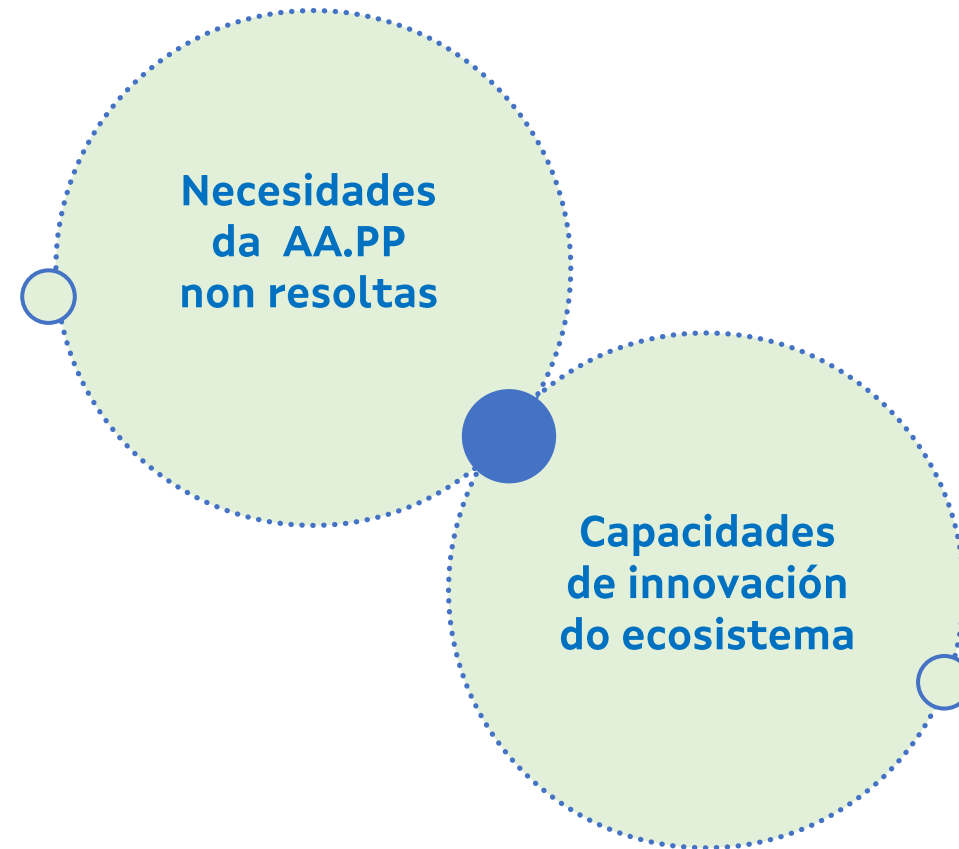 Necesidades
da AA.PP
non resoltas
Capacidades
de innovación
do ecosistema